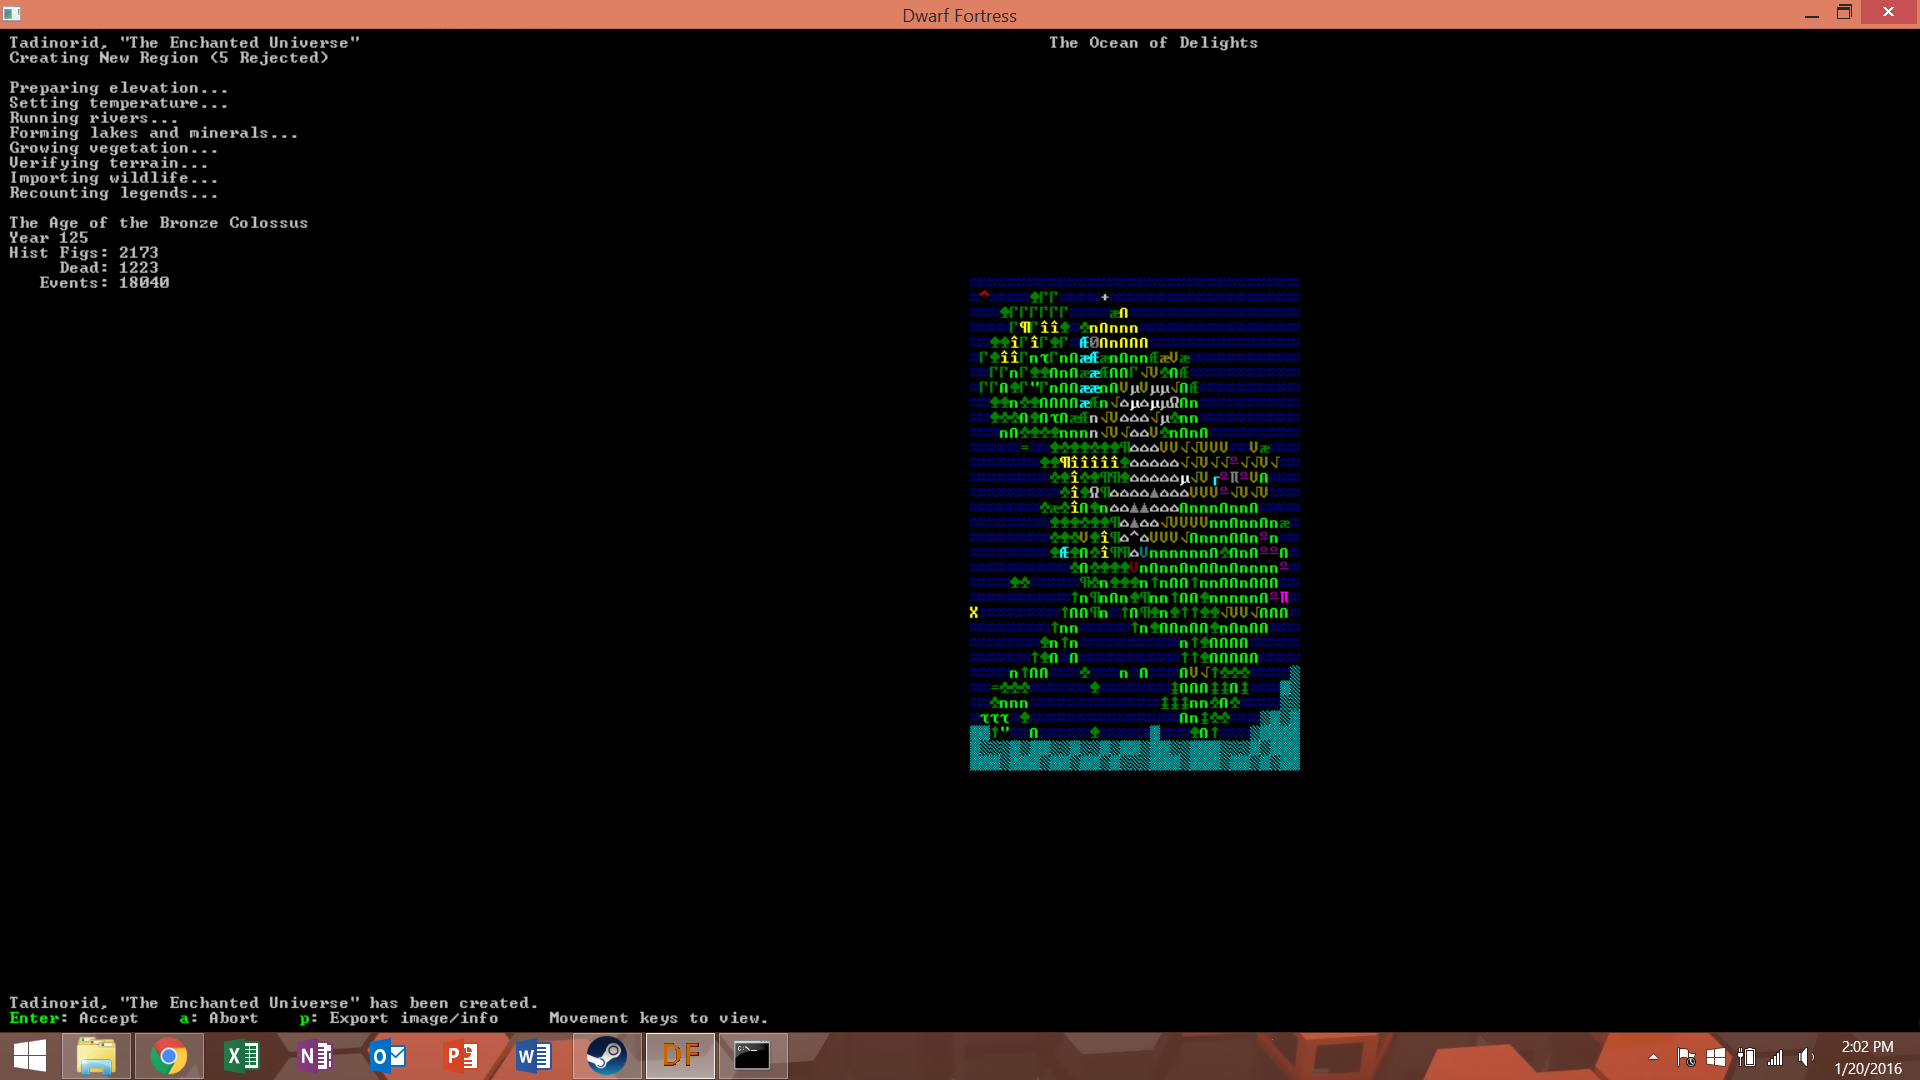 Dwarf Fortress
Tadinorid, "The Enchanted Universe"
The Ocean of Delights
Creating New Region (5 Rejected)
Preparing elevation...
Setting temperature...
Running rivers...
Forming lakes and minerals...
Growing vegetation...
Verifying terrain...
Importing wildlife...
Recounting legends...
The Age of the Bronze Colossus
Year 125
Hist Figs: 2173
Dead: 1223
Events: 18040
Tadinorid, "The Enchanted Universe" has been created.
Enter: Accept a: Abort p: Export image/info Movement keys to view.
DF
2:02 PM
1/20/2016